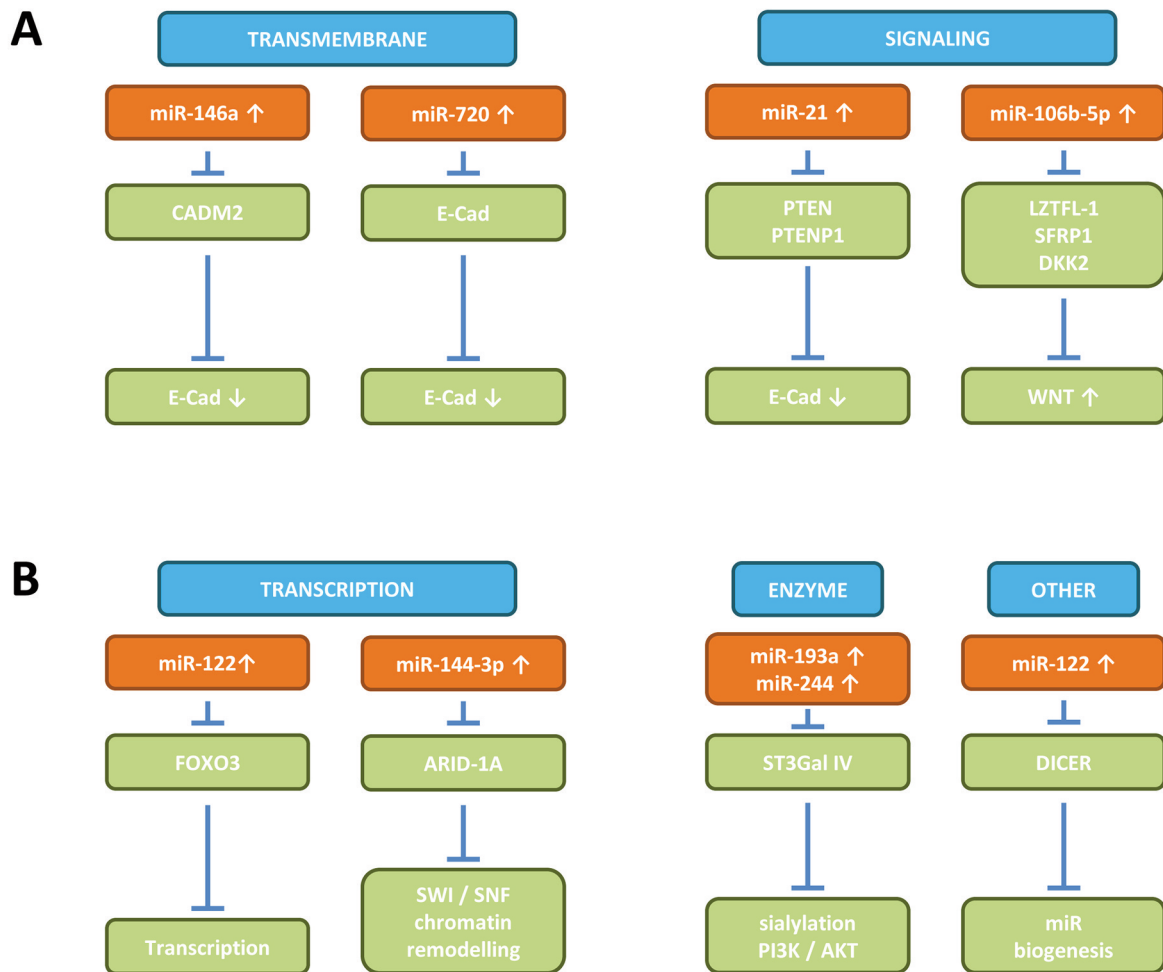 A
TRANSMEMBRANE
SIGNALING
miR-146a ↑
miR-720 ↑
miR-21 ↑
miR-106b-5p ↑
CADM2
E-Cad
PTEN
PTENP1
LZTFL-1
SFRP1
DKK2
E-Cad ↓
E-Cad ↓
E-Cad ↓
WNT ↑
B
TRANSCRIPTION
ENZYME
OTHER
miR-122↑
miR-144-3p ↑
miR-193a ↑
miR-244 ↑
miR-122 ↑
FOXO3
ARID-1A
ST3Gal IV
DICER
Transcription
SWI / SNF
chromatin
remodelling
sialylation
PI3K / AKT
miR
biogenesis